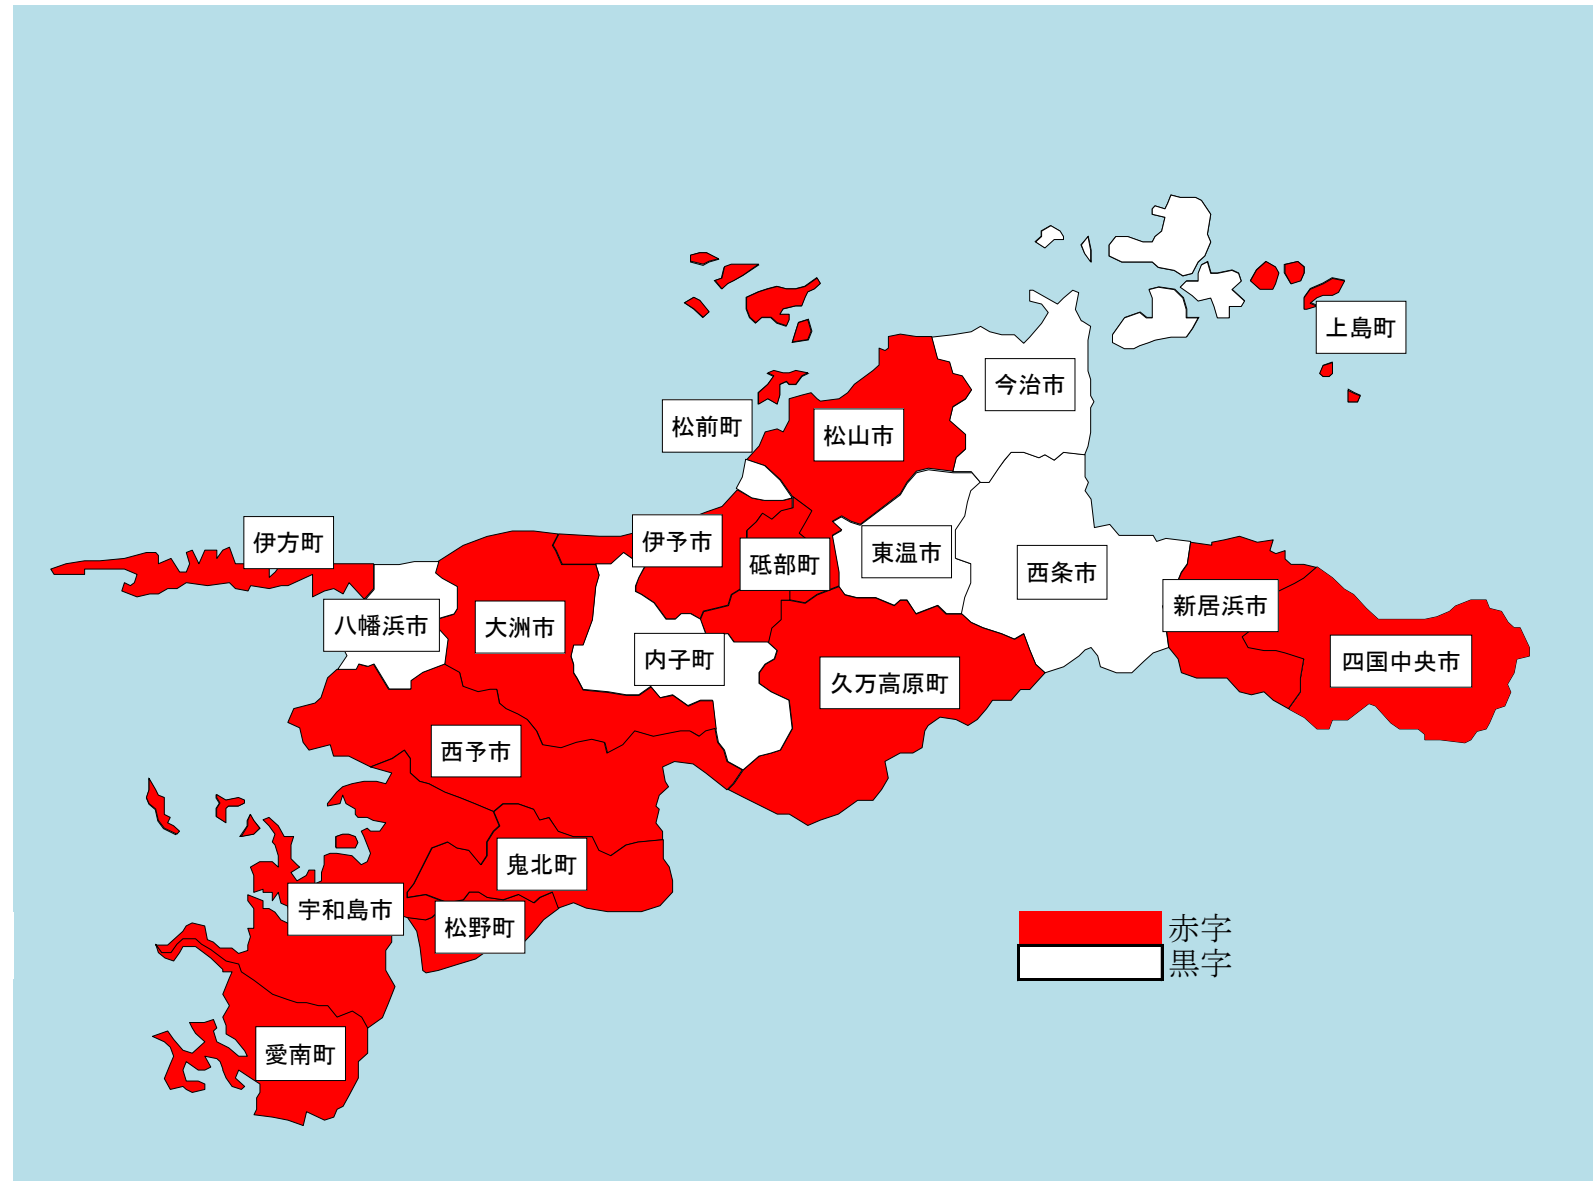 上島町
今治市
松前町
松山市
伊方町
伊予市
東温市
砥部町
西条市
新居浜市
八幡浜市
大洲市
内子町
四国中央市
久万高原町
西予市
鬼北町
宇和島市
松野町
赤字
黒字
愛南町